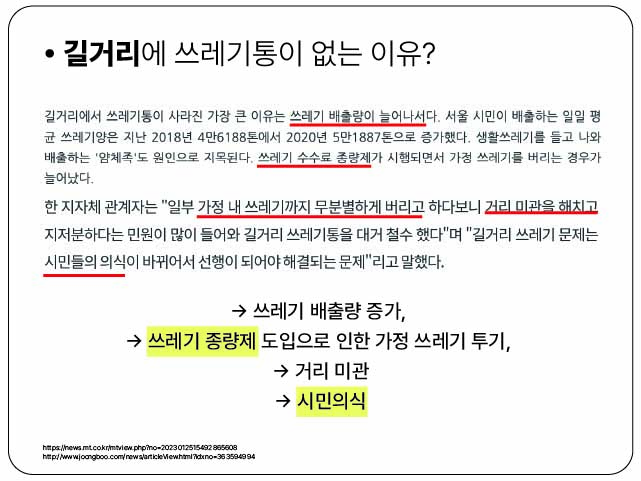 • 길거리에 쓰레기통이 없는 이유?
길거리에서 쓰레기통이 사라진 가장 큰 이유는 쓰레기 배출량이 늘어나서다. 서울 시민이 배출하는 일일 평
균 쓰레기양은 지난 2018년 4만6188톤에서 2020년 5만1887톤으로 증가했다. 생활쓰레기를 들고 나와
배출하는 '얌체족'도 원인으로 지목된다. 쓰레기 수수료 종량제가 시행되면서 가정 쓰레기를 버리는 경우가
늘어났다.
한 지자체 관계자는 "일부 가정 내 쓰레기까지 무분별하게 버리고 하다보니 거리 미관을 해치고
지저분하다는 민원이 많이 들어와 길거리 쓰레기통을 대거 철수 했다"며 "길거리 쓰레기 문제는
시민들의 의식이 바뀌어서 선행이 되어야 해결되는 문제"리고 말했다.
→ 쓰레기 배출량 증가,
→ 쓰레기 종량제 도입으로 인한 가정 쓰레기 투기,
→ 거리 미관
→ 시민의식
https://news.mt.co.kr/mtview.php?no=2023012515492865608
http://www.joongboo.com/news/articleView.html?idxno=363594994